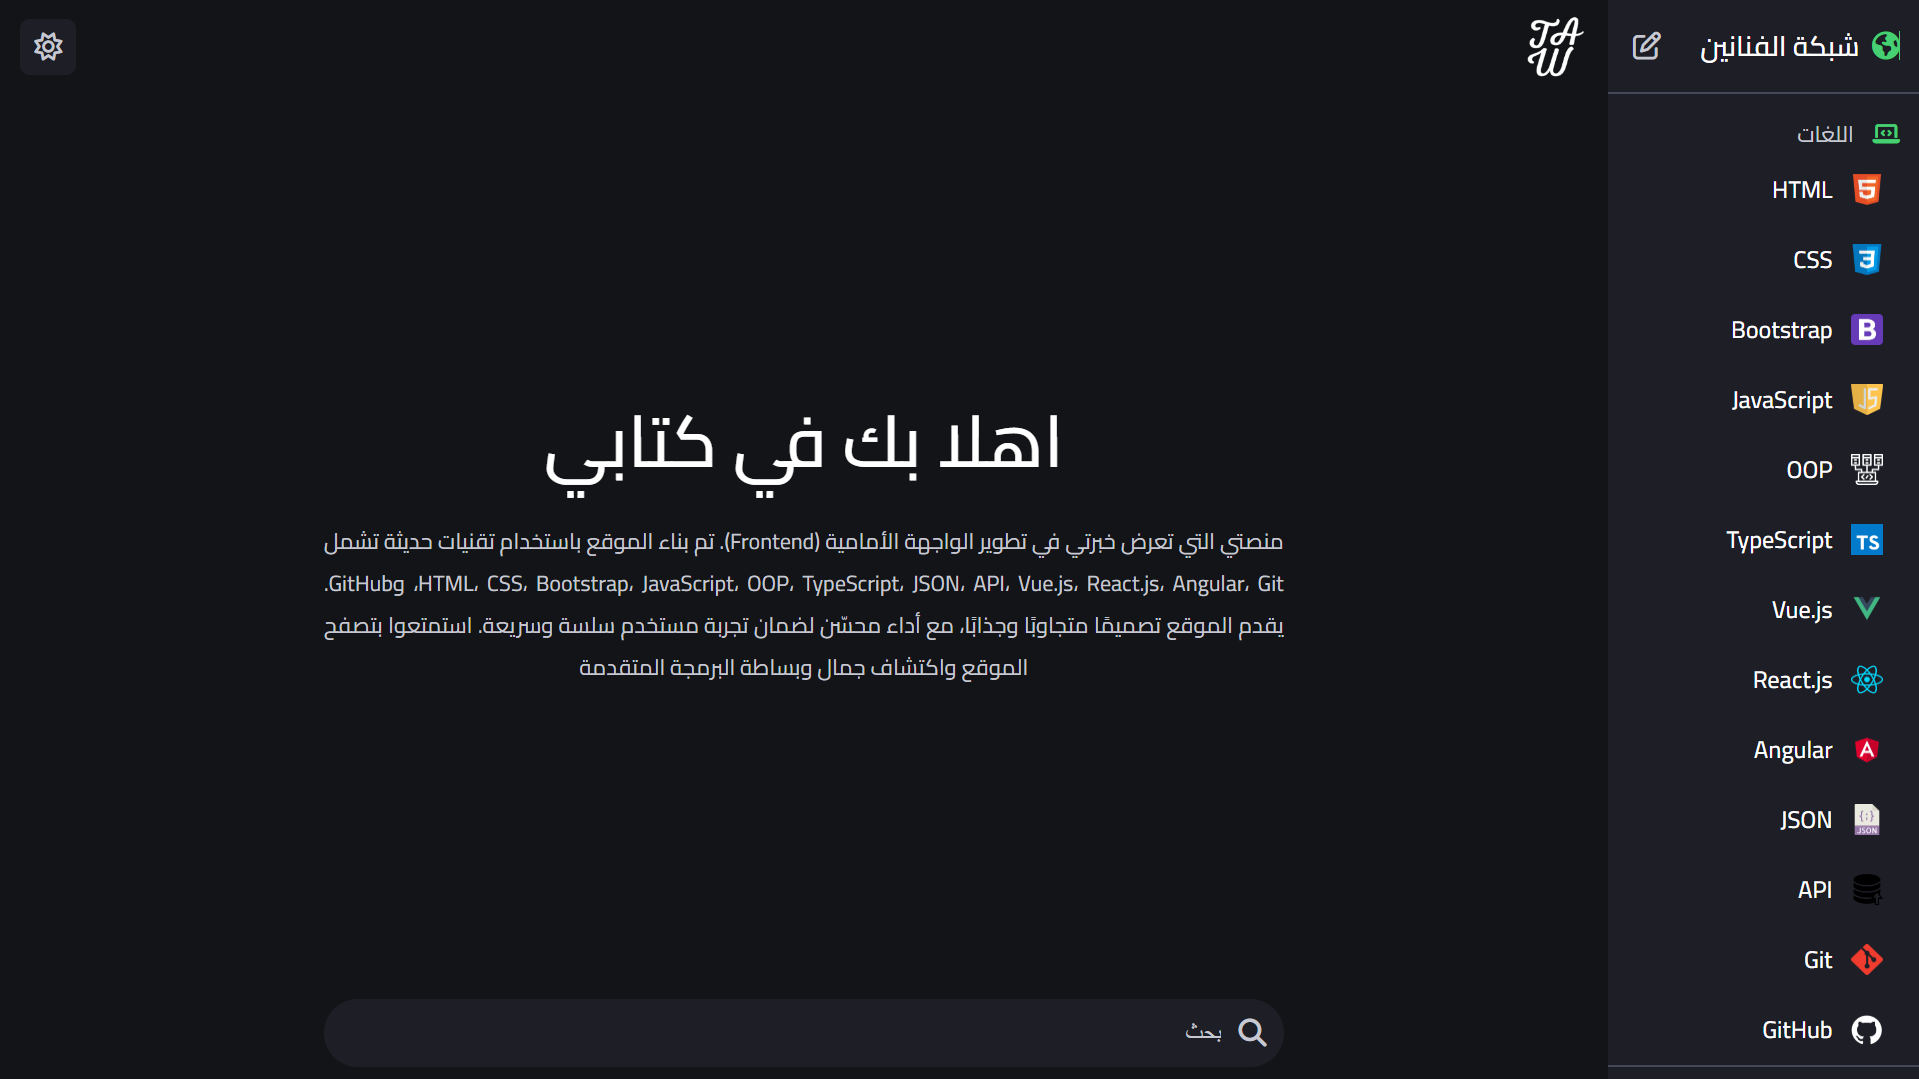 شبكة الفنانين
اللغات
HTML
CSS
Bootstrap
JavaScript
OOP
TypeScript
Vue.js
React.js
Angular
JSON
API
Git
GitHub
TAW
اهلا بك في كتابي
منصتي التي تعرض خبرتي في تطوير الواجهة الأمامية (Frontend). تم بناء الموقع باستخدام تقنيات حديثة تشمل
HTML، CSS، Bootstrap، JavaScript، OOP، TypeScript، JSON، API، Vue.js، React.js، Angular، Git، وGitHub.
يقدم الموقع تصميمًا متجاوبًا وجذابًا، مع أداء محسّن لضمان تجربة مستخدم سلسة وسريعة. استمتعوا بتصفح
الموقع واكتشاف جمال وبساطة البرمجة المتقدمة
بحث